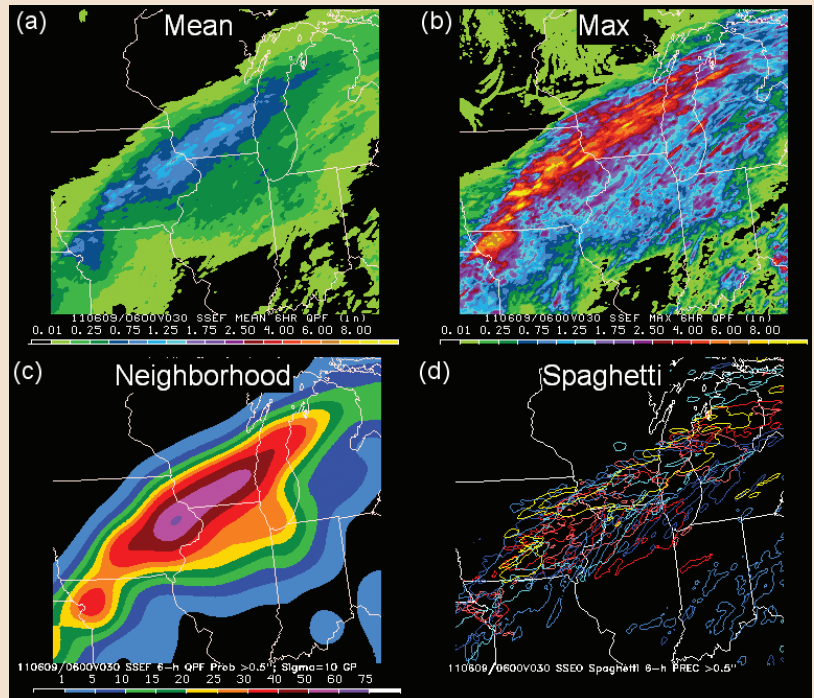 (a) Mean
(b) Max
110609/0600V030 SSEF MEAN 6HR QPF (in)
0.01 0.25 0.75 1.25 1.75 2.50 4.00 6.00 8.00
110609/0600V030 SSEF MAX 6HR QPF (in)
0.01 0.25 0.75 1.25 1.75 2.50 4.00 6.00 8.00
(c) Neighborhood
(d) Spaghetti
110609/0600V030 SSEF 6-h QPF Prob >0.5"; Sigma=10 GP
1 5 10 15 20 30 45 60 75
110609/0600V030 SSEO Spaghetti 6-h PREC >0.5"